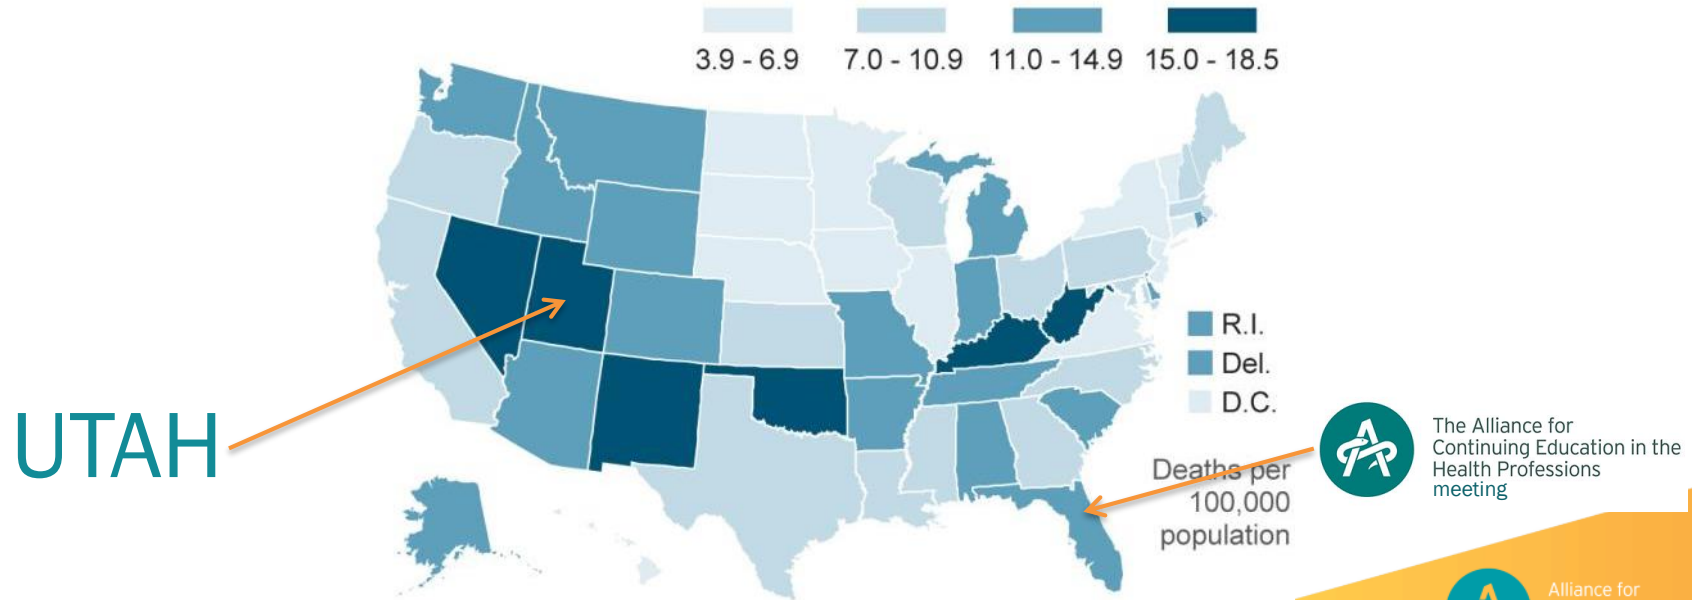 3.9 - 6.9 7.0 - 10.9 11.0 - 14.9 15.0 - 18.5
R.I.
Del.
D.C.
UTAH
Deaths per
100,000
population
The Alliance for
Continuing Education in the
Health Professions
meeting
Alliance for